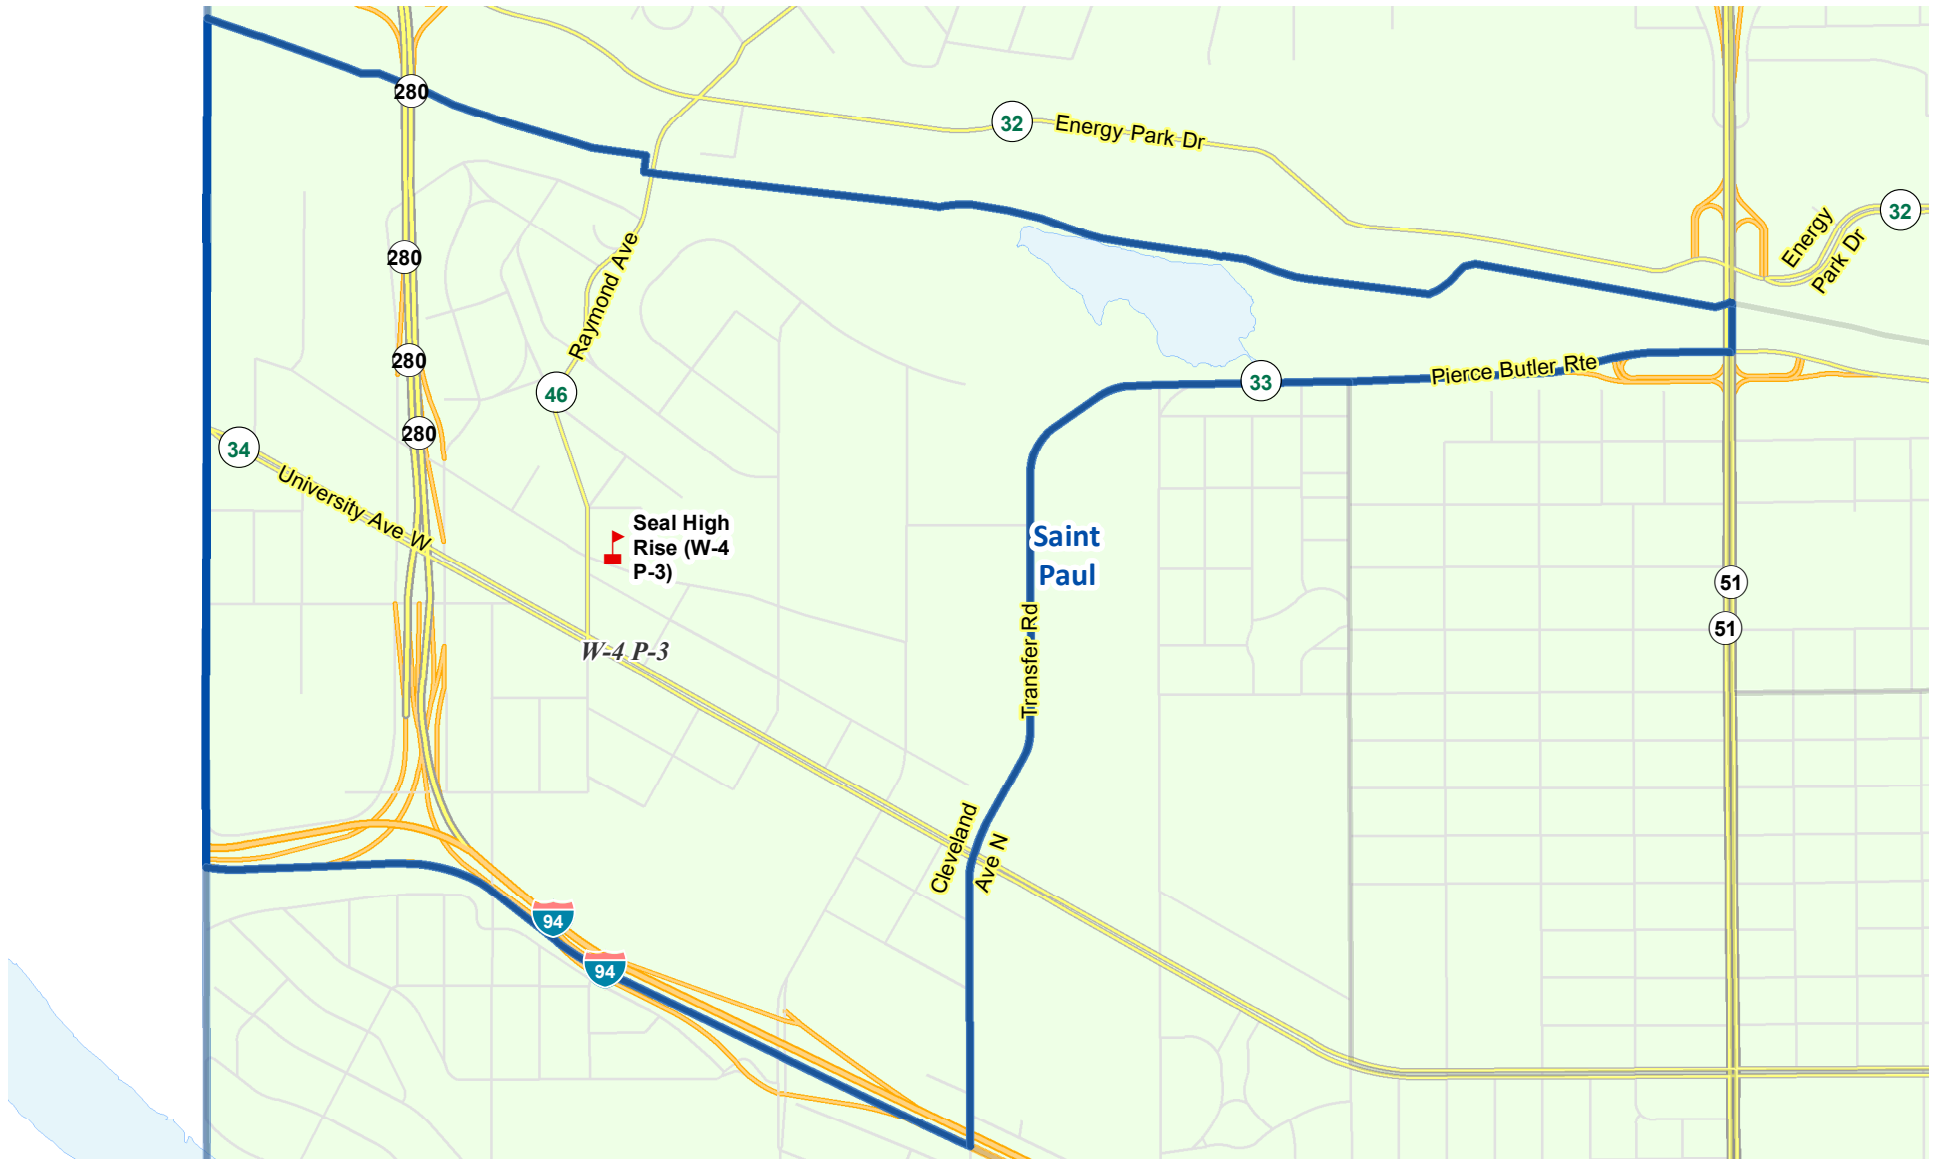 280
32
Energy Park Dr
32
Energy
Park Dr
280
Raymond Ave
280
Pierce Butler Rte
33
46
280
34
University Ave W
Seal High
Rise (W-4
P-3)
Saint
Paul
51
51
Transfer Rd
W-4 P-3
Cleveland
Ave N
94
94